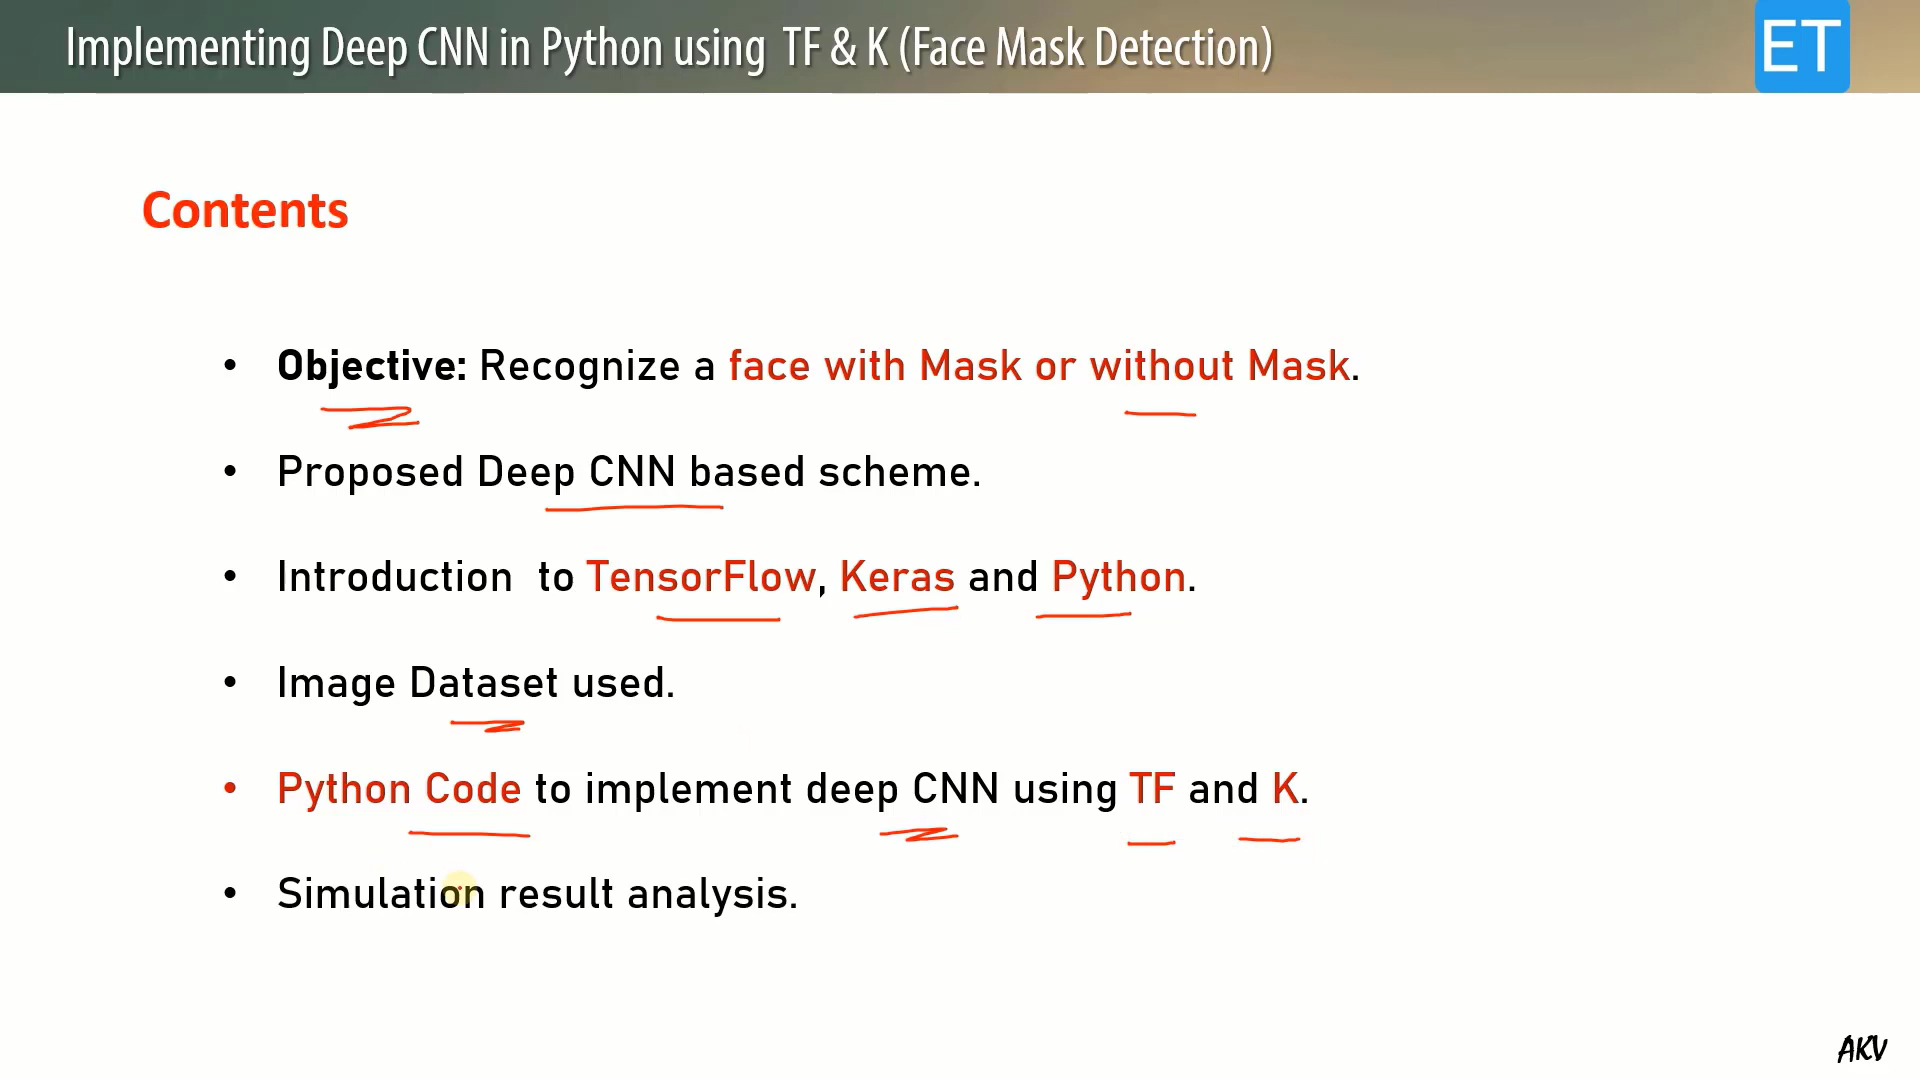 Implementing Deep CNN in Python using TF & K (Face Mask Detection)
ET
Contents
• Objective: Recognize a face with Mask or without Mask.
• Proposed Deep CNN based scheme.
• Introduction to TensorFlow, Keras and Python.
• Image Dataset used.
• Python Code to implement deep CNN using TF and K.
• Simulation result analysis.
AKV